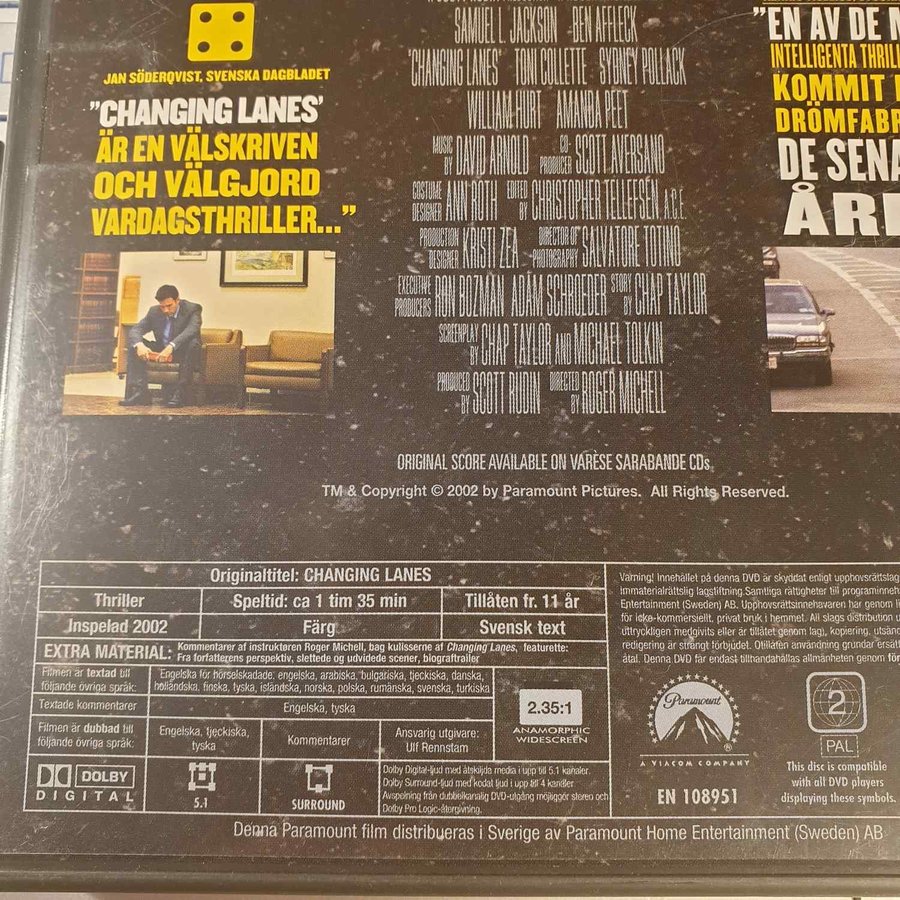 JAN SÖDERQVIST, SVENSKA DAGBLADET
”CHANGING LANES’
ÄR EN VÄLSKRIVEN
OCH VÄLGJORD
VARDAGSTHRILLER...”
SAMUEL L. JACKSON BEN AFFLECK
‘CHANGING LANES’ TONI COLLETTE SYDNEY POLLACK
WILLIAM HURT AMANDA PEET
MUSIC BY DAVID ARNOLD CO-PRODUCER SCOTT AVERSANO
COSTUME DESIGNER ANN ROTH EDITED BY CHRISTOPHER TELLEFSEN, A.C.E.
PRODUCTION DESIGNER KRISTI ZEA DIRECTOR OF PHOTOGRAPHY SALVATORE TOTINO
EXECUTIVE PRODUCERS RON BOZMAN ADAM SCHROEDER STORY BY CHAP TAYLOR
SCREENPLAY BY CHAP TAYLOR AND MICHAEL TOLKIN
PRODUCED BY SCOTT RUDIN DIRECTED BY ROGER MICHELL
”EN AV DE
INTELLIGENTA
KOMMIT
DE SENA
ORIGINAL SCORE AVAILABLE ON VARÈSE SARABANDE CDs
TM & Copyright © 2002 by Paramount Pictures. All Rights Reserved.
Originaltitel: CHANGING LANES
Thriller Speltid: ca 1 tim 35 min Tillåten fr. 11 år
Inspelad 2002 Färg Svensk text
EXTRA MATERIAL: Kommentarer af instruktøren Roger Michell, bag kulisserne af Changing Lanes, featurette:
Fra forfatterens perspektiv, slettede og udvidede scener, biograftrailer
Filmen är textad till
följande övriga språk:
Engelska för hörselskadade: engelska, arabiska, bulgariska, tjeckiska, danska,
holländska, finska, tyska, isländska, norska, polska, rumänska, svenska, turkiska
Textade kommentarer Engelska, tyska
Filmen är dubbad till
följande övriga språk:
Engelska, tjeckiska,
tyska
Kommentarer
Ansvarig utgivare:
Ulf Rennstam
2.35:1
ANAMORPHIC
WIDESCREEN
DOLBY
DIGITAL
5.1
SURROUND
Dolby Digital-ljud med åtskilda media i upp till 5.1 kanaler.
Dolby Surround-ljud med kodat ljud i upp till 4 kanaler
Avspelning från dubbelkanalig DVD-utgång möjliggör stereo och
Dolby Pro Logic-återgivning.
Varning! Innehållet på denna DVD är skyddat enligt
immaterialrättslig lagstiftning. Samtliga rättigheter till
Entertainment (Sweden) AB. Upphovsrättsinnehavaren har genom
för icke-kommersiellt, privat bruk i hemmet. All slags distribution
uttryckligen medgivits eller är tillåtet genom lag), kopiering,
redigering är strängt förbjudet. Otillåten användning grundar
åtal. Denna DVD får endast tillhandahållas allmänheten genom
Paramount
A VIACOM COMPANY
EN 108951
2
PAL
This disc is compatible
with all DVD players
displaying these symbols.
Denna Paramount film distribueras i Sverige av Paramount Home Entertainment (Sweden) AB